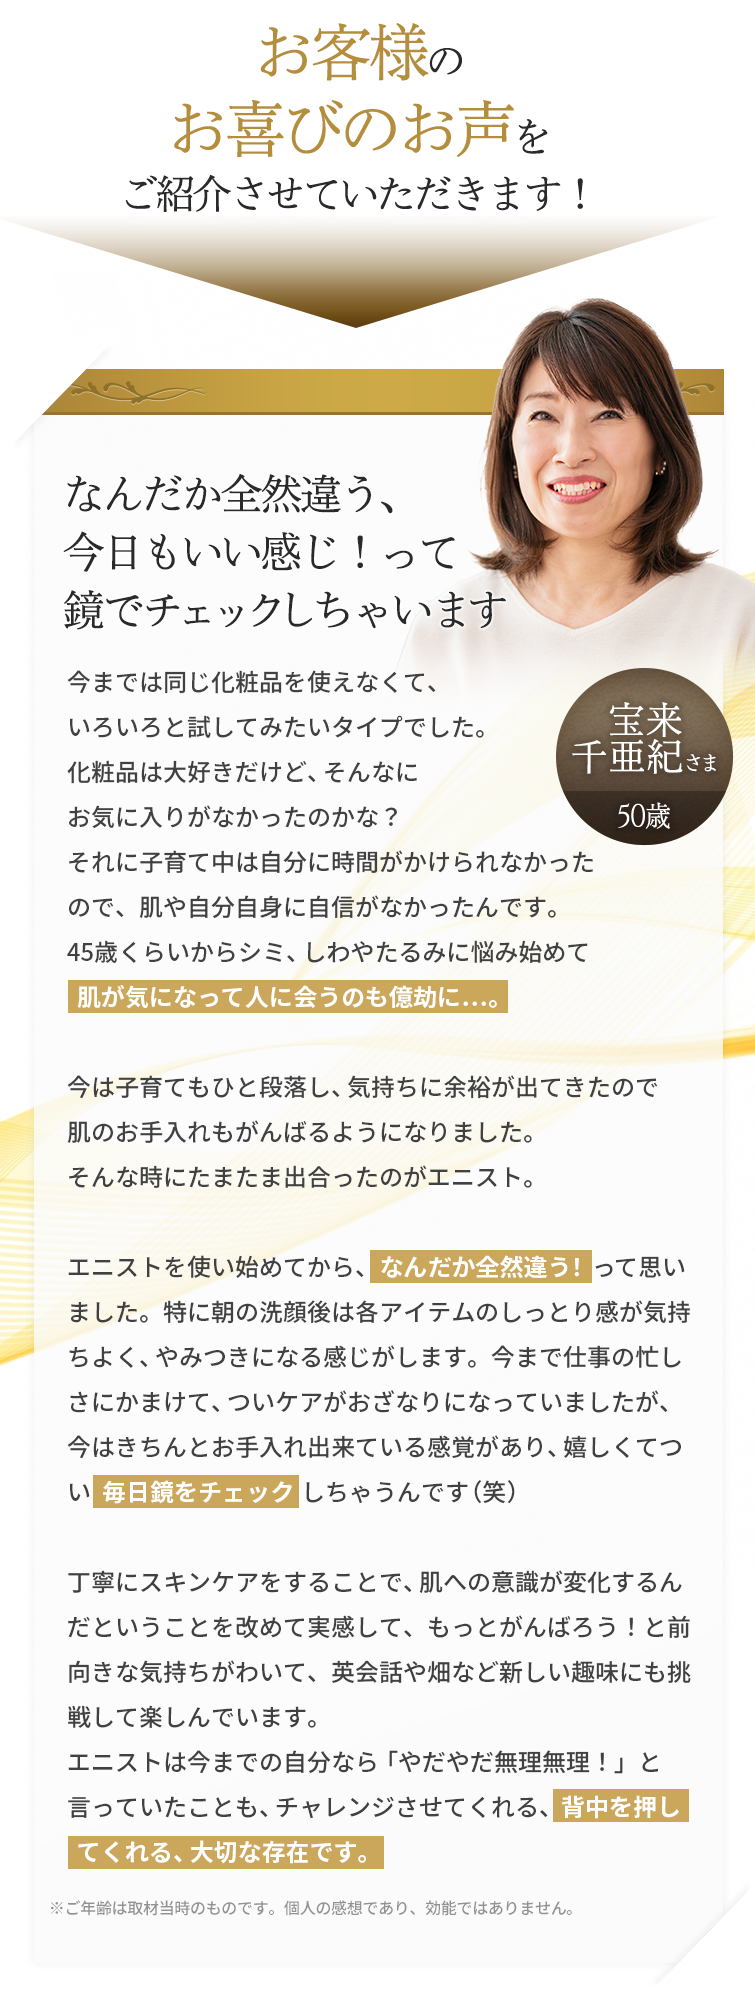 お客様の
お喜びのお声を
ご紹介させていただきます！
なんだか全然違う、
今日もいい感じ！って
鏡でチェックしちゃいます
宝来
千亜紀さま
50歳
今までは同じ化粧品を使えなくて、
いろいろと試してみたいタイプでした。
化粧品は大好きだけど、そんなに
お気に入りがなかったのかな？
それに子育て中は自分に時間がかけられなかった
ので、肌や自分自身に自信がなかったんです。
45歳くらいからシミ、しわやたるみに悩み始めて
肌が気になって人に会うのも億劫に…。
今は子育てもひと段落し、気持ちに余裕が出てきたので
肌のお手入れもがんばるようになりました。
そんな時にたまたま出合ったのがエニスト。
エニストを使い始めてから、なんだか全然違う！って思い
ました。特に朝の洗顔後は各アイテムのしっとり感が気持
ちよく、やみつきになる感じがします。今まで仕事の忙し
さにかまけて、ついケアがおざなりになっていましたが、
今はきちんとお手入れ出来ている感覚があり、嬉しくてつ
い毎日鏡をチェックしちゃうんです（笑）
丁寧にスキンケアをすることで、肌への意識が変化するん
だということを改めて実感して、もっとがんばろう！と前
向きな気持ちがわいて、英会話や畑など新しい趣味にも挑
戦して楽しんでいます。
エニストは今までの自分なら「やだやだ無理無理！」と
言っていたことも、チャレンジさせてくれる、背中を押し
てくれる、大切な存在です。
※ご年齢は取材当時のものです。個人の感想であり、効能ではありません。